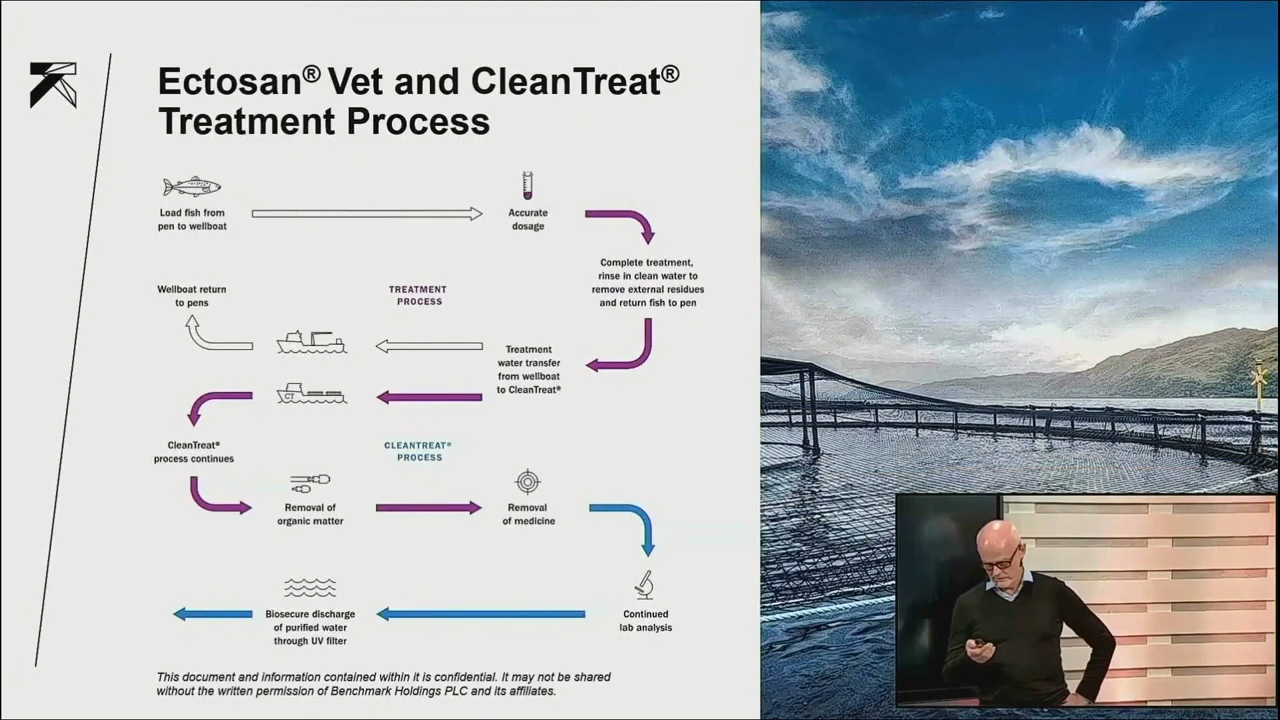 Ectosan® Vet and CleanTreat®
Treatment Process
Load fish from
pen to wellboat
Accurate
dosage
Complete treatment,
rinse in clean water to
remove external residues
and return fish to pen
Wellboat return
to pens
TREATMENT
PROCESS
Treatment
water transfer
from wellboat
to CleanTreat®
CT
CleanTreat®
process continues
CLEANTREAT®
PROCESS
Removal of
organic matter
Removal
of medicine
Biosecure discharge
of purified water
through UV filter
Continued
lab analysis
This document and information contained within it is confidential. It may not be shared
without the written permission of Benchmark Holdings PLC and its affiliates.